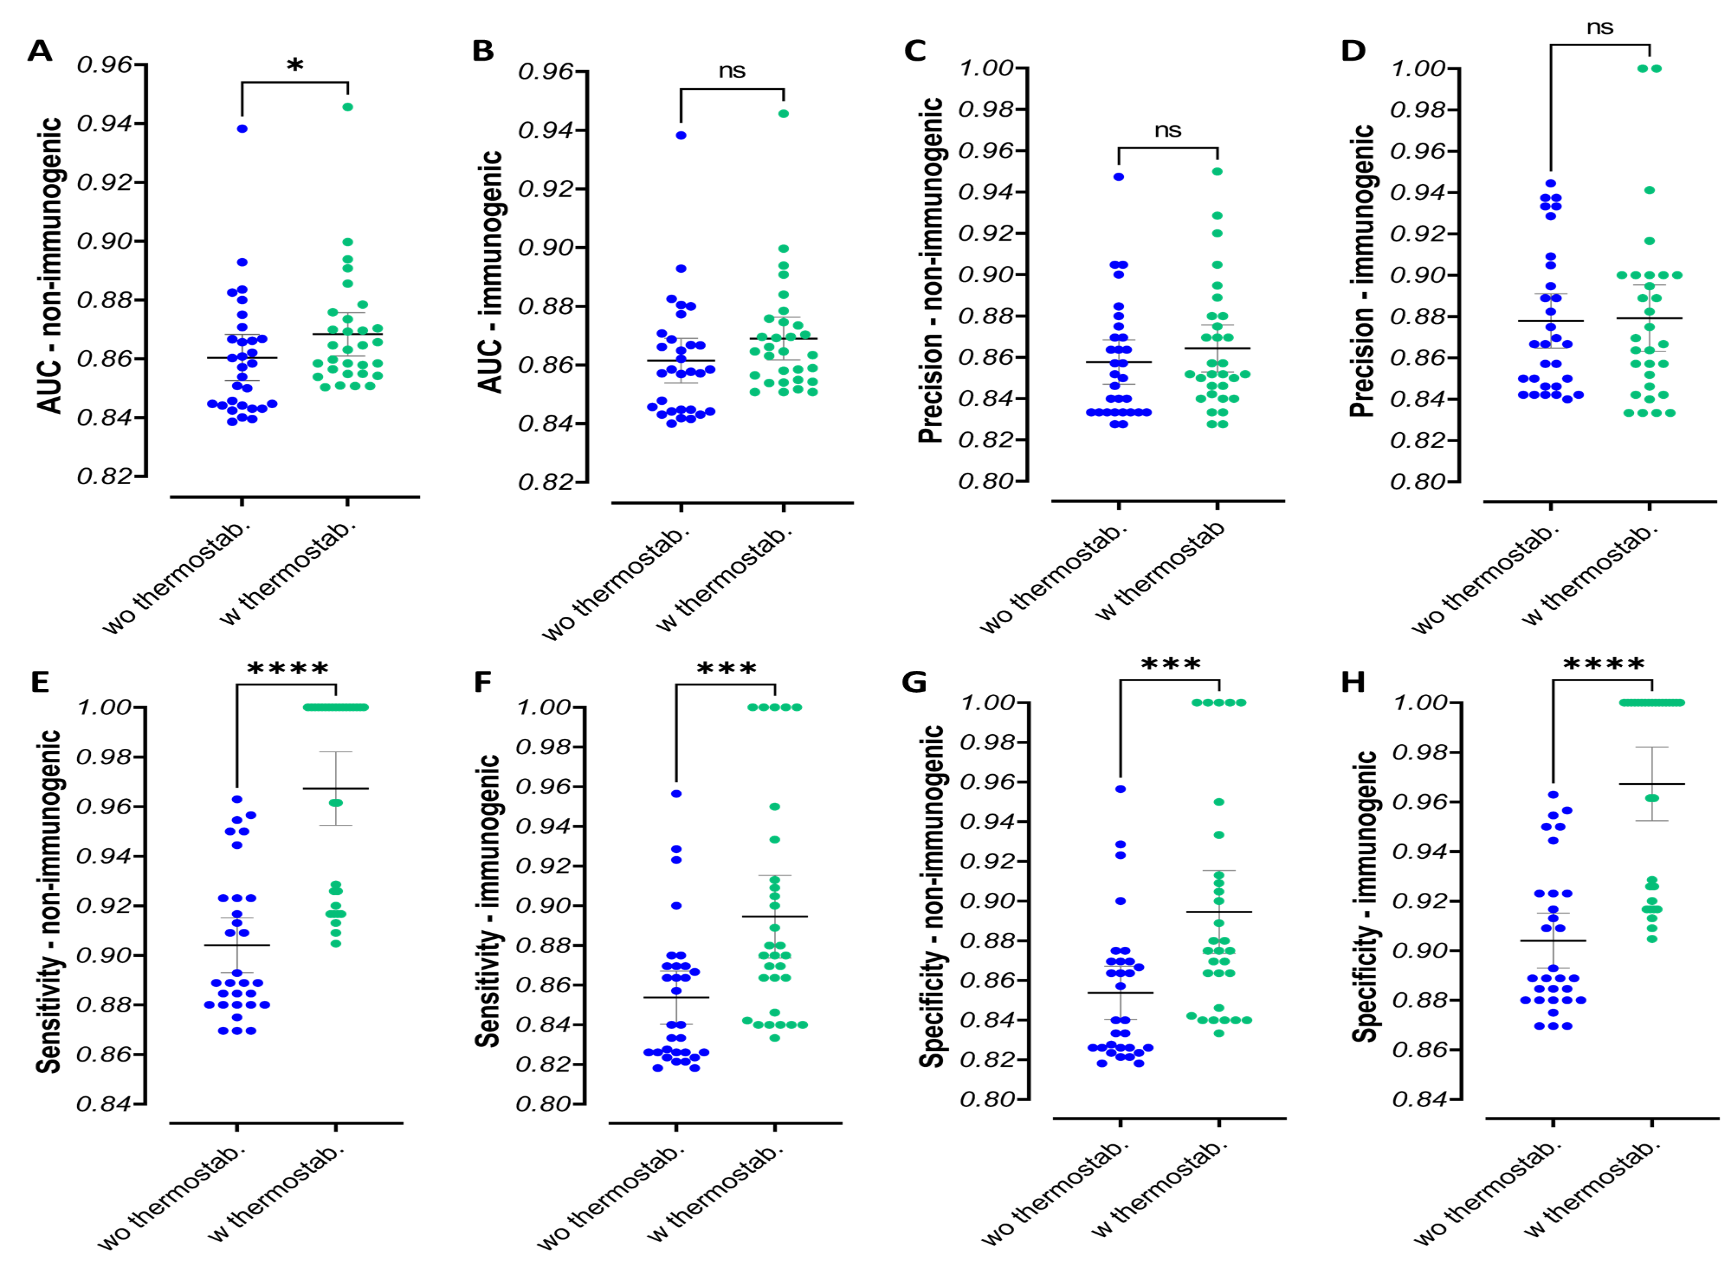 A
AUC - non-immunogenic
0.96
0.94
0.92
0.90
0.88
0.86
0.84
0.82
*
wo thermostab.
w thermostab.
B
AUC - immunogenic
0.96
0.94
0.92
0.90
0.88
0.86
0.84
0.82
ns
wo thermostab.
w thermostab.
C
Precision - non-immunogenic
1.00
0.98
0.96
0.94
0.92
0.90
0.88
0.86
0.84
0.82
0.80
ns
wo thermostab.
w thermostab
D
Precision - immunogenic
1.00
0.98
0.96
0.94
0.92
0.90
0.88
0.86
0.84
0.82
0.80
ns
wo thermostab.
w thermostab.
E
Sensitivity - non-immunogenic
1.00
0.98
0.96
0.94
0.92
0.90
0.88
0.86
0.84
****
wo thermostab.
w thermostab.
F
Sensitivity - immunogenic
1.00
0.98
0.96
0.94
0.92
0.90
0.88
0.86
0.84
0.82
0.80
***
wo thermostab.
w thermostab.
G
Specificity - non-immunogenic
1.00
0.98
0.96
0.94
0.92
0.90
0.88
0.86
0.84
0.82
0.80
***
wo thermostab.
w thermostab.
H
Specificity - immunogenic
1.00
0.98
0.96
0.94
0.92
0.90
0.88
0.86
0.84
****
wo thermostab.
w thermostab.